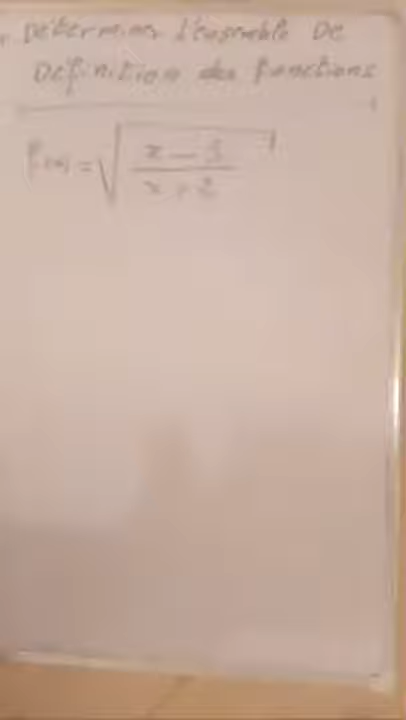 Déterminer l'ensemble De
Définition des fonctions
f(x) = √
x - 3
x + 2